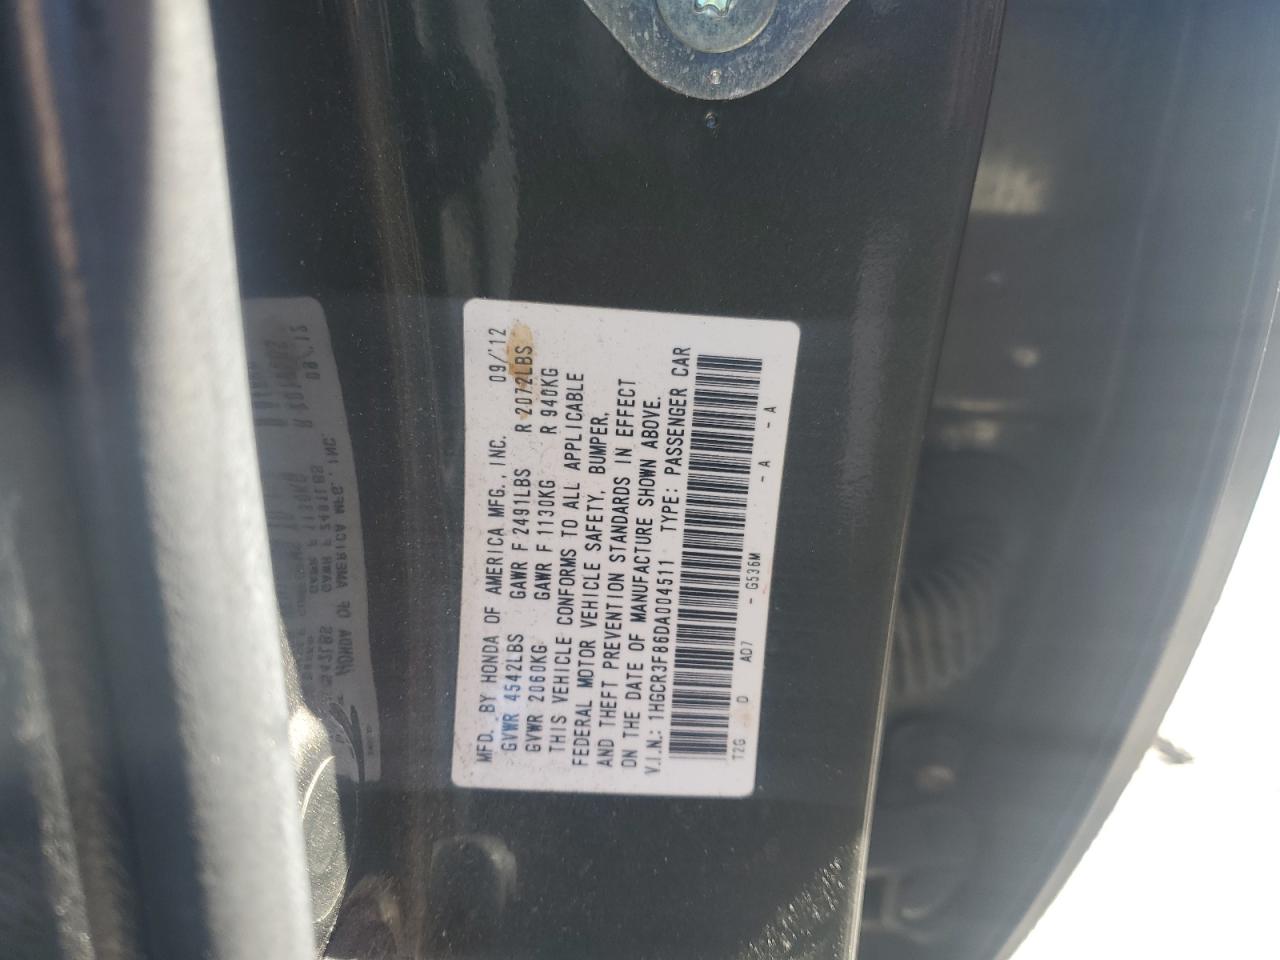 MFD. BY HONDA OF AMERICA MFG., INC. 09/'12
GVWR 4542LBS GAWR F 2491LBS R 2072LBS
GVWR 2060KG GAWR F 1130KG R 940KG
THIS VEHICLE CONFORMS TO ALL APPLICABLE
FEDERAL MOTOR VEHICLE SAFETY, BUMPER,
AND THEFT PREVENTION STANDARDS IN EFFECT
ON THE DATE OF MANUFACTURE SHOWN ABOVE.
V.I.N.: 1HGCR3F86DA004511 TYPE: PASSENGER CAR
T2G D AD7 - G536M - A - A